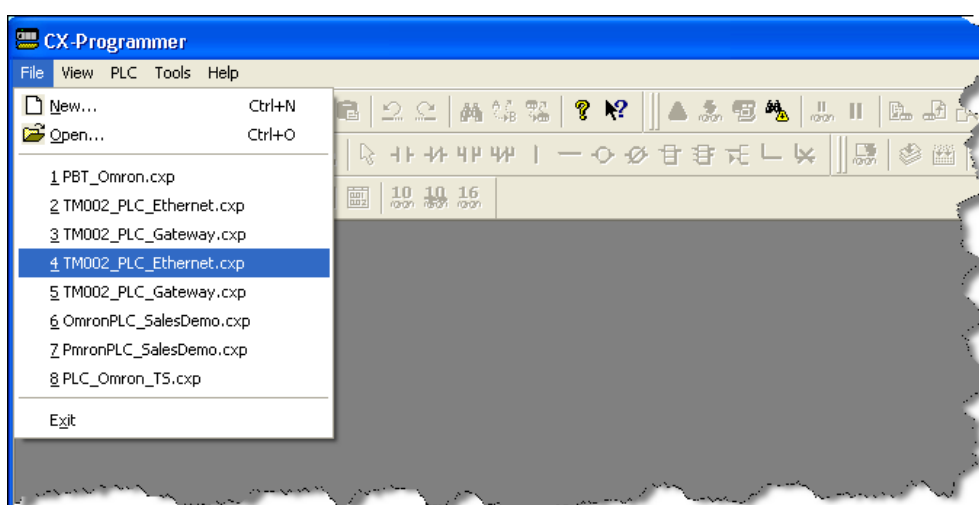 CX-Programmer
File View PLC Tools Help
New... Ctrl+N
Open... Ctrl+O
1 PBT_Omron.cxp
2 TM002_PLC_Ethernet.cxp
3 TM002_PLC_Gateway.cxp
4 TM002_PLC_Ethernet.cxp
5 TM002_PLC_Gateway.cxp
6 OmronPLC_SalesDemo.cxp
7 PmronPLC_SalesDemo.cxp
8 PLC_Omron_TS.cxp
Exit
10 10 16